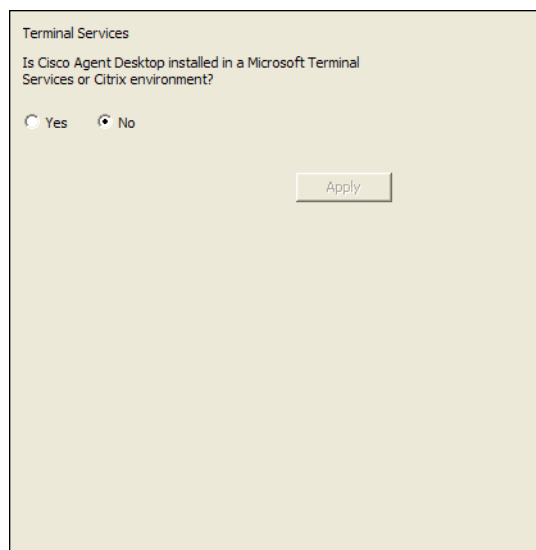 Terminal Services
Is Cisco Agent Desktop installed in a Microsoft Terminal
Services or Citrix environment?
Yes No
Apply